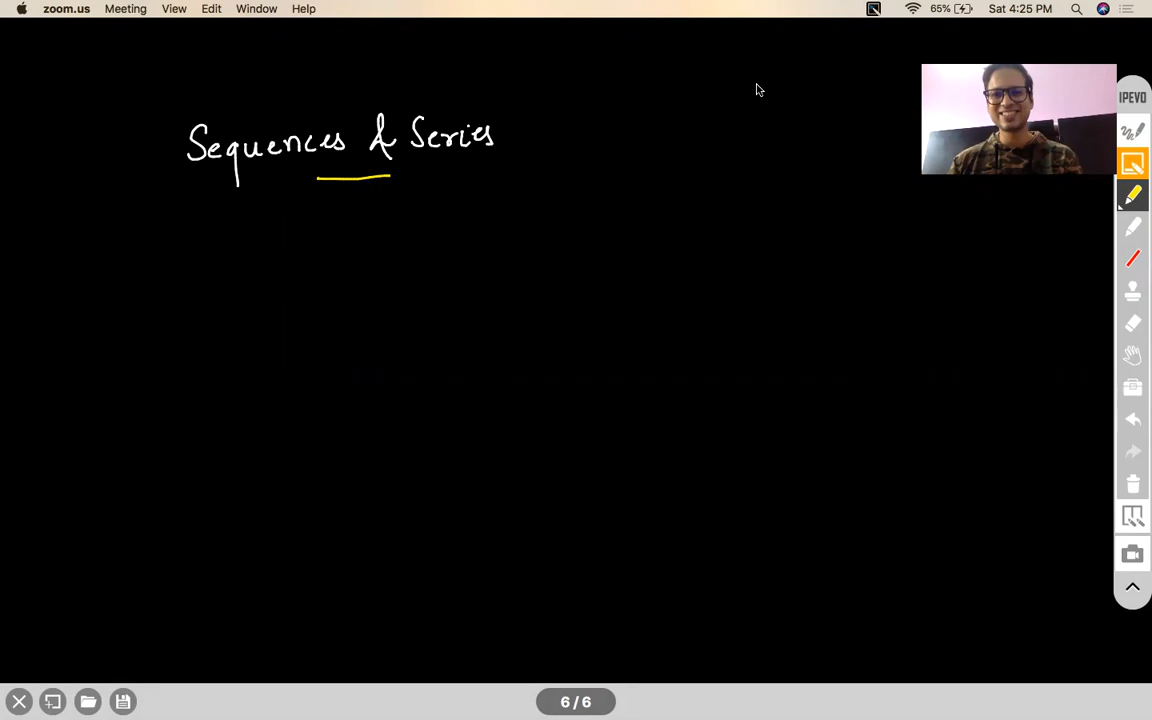 zoom.us Meeting View Edit Window Help 65% Sat 4:25 PM
Sequences & Series
IPEVO
6 / 6